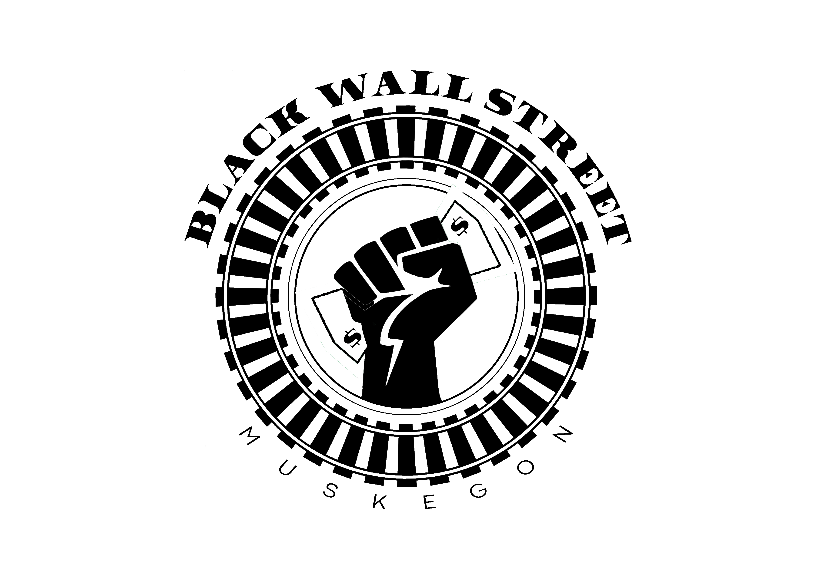 BLACK WALL STREET
$
$
MUSKEGON